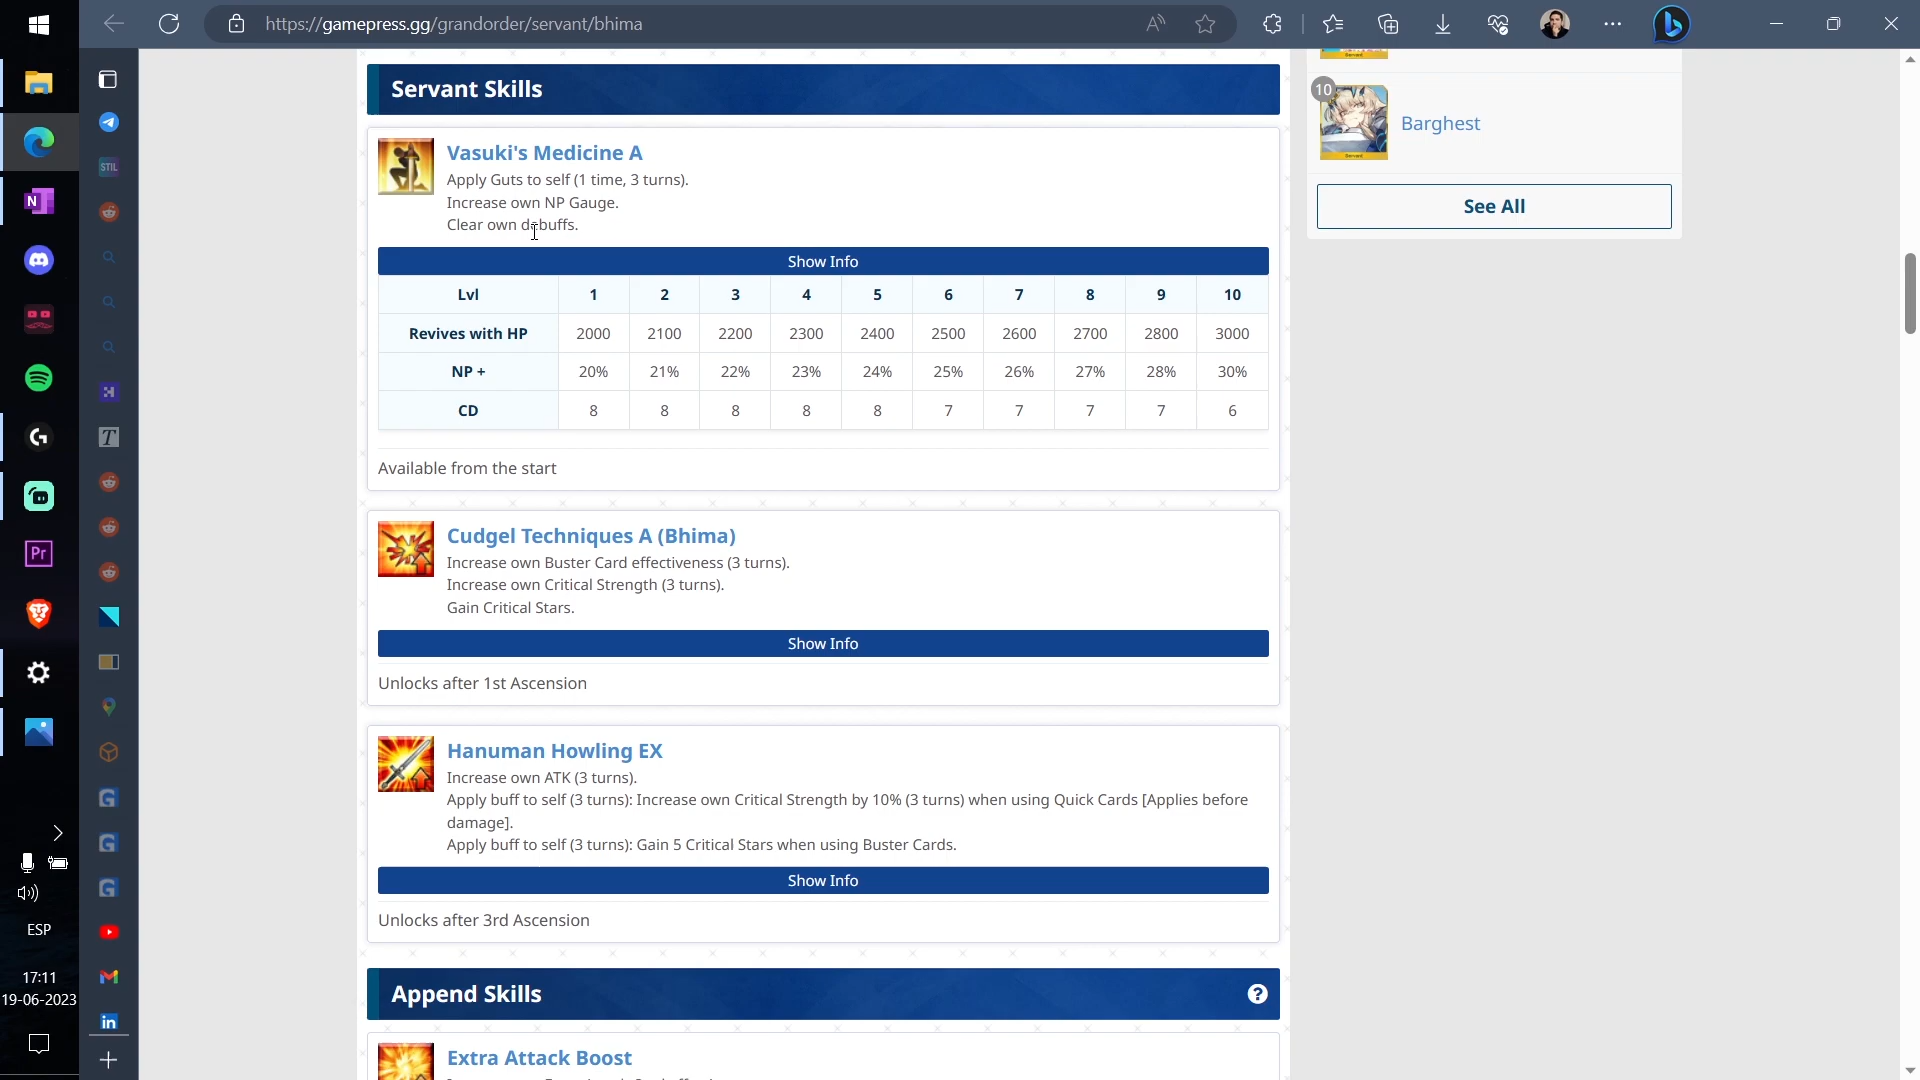 https://gamepress.gg/grandorder/servant/bhima
Servant Skills
Vasuki's Medicine A
Apply Guts to self (1 time, 3 turns).
Increase own NP Gauge.
Clear own debuffs.
Show Info
Lvl 1 2 3 4 5 6 7 8 9 10
Revives with HP 2000 2100 2200 2300 2400 2500 2600 2700 2800 3000
NP + 20% 21% 22% 23% 24% 25% 26% 27% 28% 30%
CD 8 8 8 8 8 7 7 7 7 6
Available from the start
Cudgel Techniques A (Bhima)
Increase own Buster Card effectiveness (3 turns).
Increase own Critical Strength (3 turns).
Gain Critical Stars.
Show Info
Unlocks after 1st Ascension
Hanuman Howling EX
Increase own ATK (3 turns).
Apply buff to self (3 turns): Increase own Critical Strength by 10% (3 turns) when using Quick Cards [Applies before
damage].
Apply buff to self (3 turns): Gain 5 Critical Stars when using Buster Cards.
Show Info
Unlocks after 3rd Ascension
Append Skills
?
Extra Attack Boost
10
Barghest
Servant
See All
STIL
N
Pr
T
in
ESP
17:11
19-06-2023